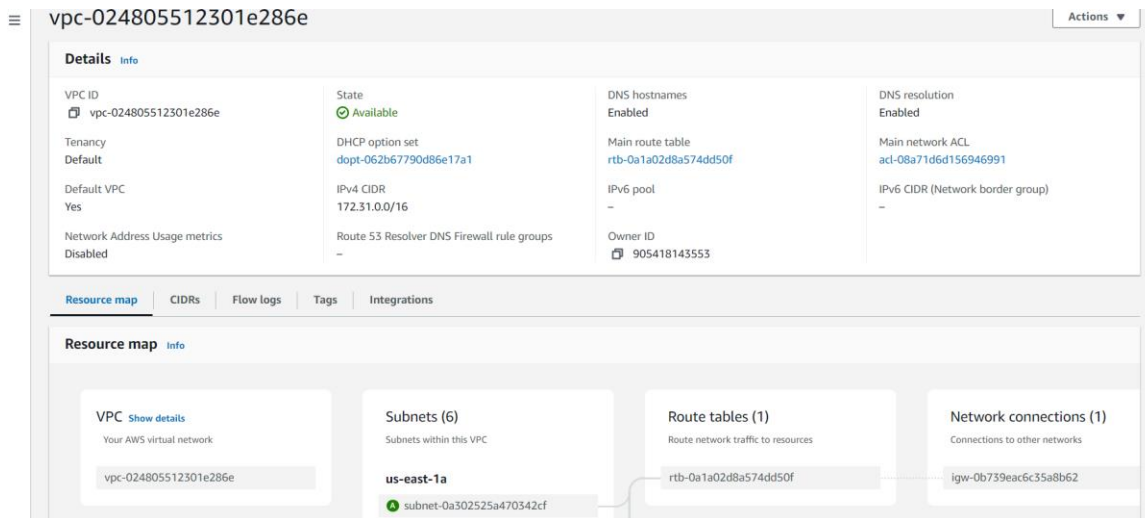 vpc-024805512301e286e
Actions
Details Info
VPC ID
vpc-024805512301e286e
State
Available
DNS hostnames
Enabled
DNS resolution
Enabled
Tenancy
Default
DHCP option set
dopt-062b67790d86e17a1
Main route table
rtb-0a1a02d8a574dd50f
Main network ACL
acl-08a71d6d156946991
Default VPC
Yes
IPv4 CIDR
172.31.0.0/16
IPv6 pool
–
IPv6 CIDR (Network border group)
–
Network Address Usage metrics
Disabled
Route 53 Resolver DNS Firewall rule groups
–
Owner ID
905418143553
Resource map CIDRs Flow logs Tags Integrations
Resource map Info
VPC Show details
Your AWS virtual network
vpc-024805512301e286e
Subnets (6)
Subnets within this VPC
us-east-1a
A subnet-0a302525a470342cf
Route tables (1)
Route network traffic to resources
rtb-0a1a02d8a574dd50f
Network connections (1)
Connections to other networks
igw-0b739eac6c35a8b62